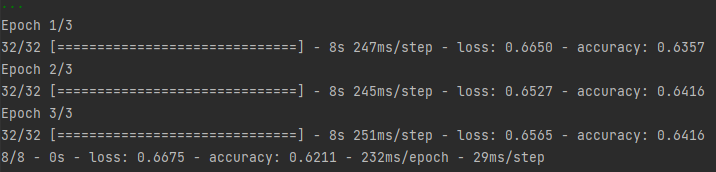 ...
Epoch 1/3
32/32 [==============================] - 8s 247ms/step - loss: 0.6650 - accuracy: 0.6357
Epoch 2/3
32/32 [==============================] - 8s 245ms/step - loss: 0.6527 - accuracy: 0.6416
Epoch 3/3
32/32 [==============================] - 8s 251ms/step - loss: 0.6565 - accuracy: 0.6416
8/8 - 0s - loss: 0.6675 - accuracy: 0.6211 - 232ms/epoch - 29ms/step